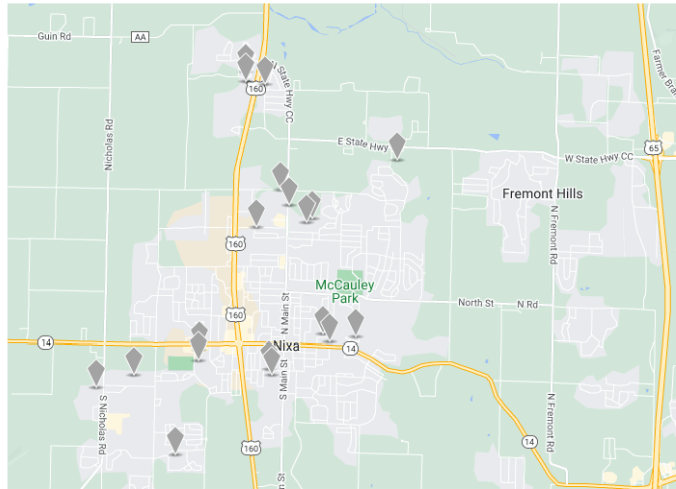 Guin Rd
AA
Farmer Bra
N State Hwy CC
160
Nicholas Rd
E State Hwy
65
W State Hwy CC
Fremont Hills
N Fremont Rd
160
McCauley
Park
North St
N Rd
N Main St
160
14
Nixa
14
S Nicholas Rd
S Main St
N Fremont Rd
14
160
n St